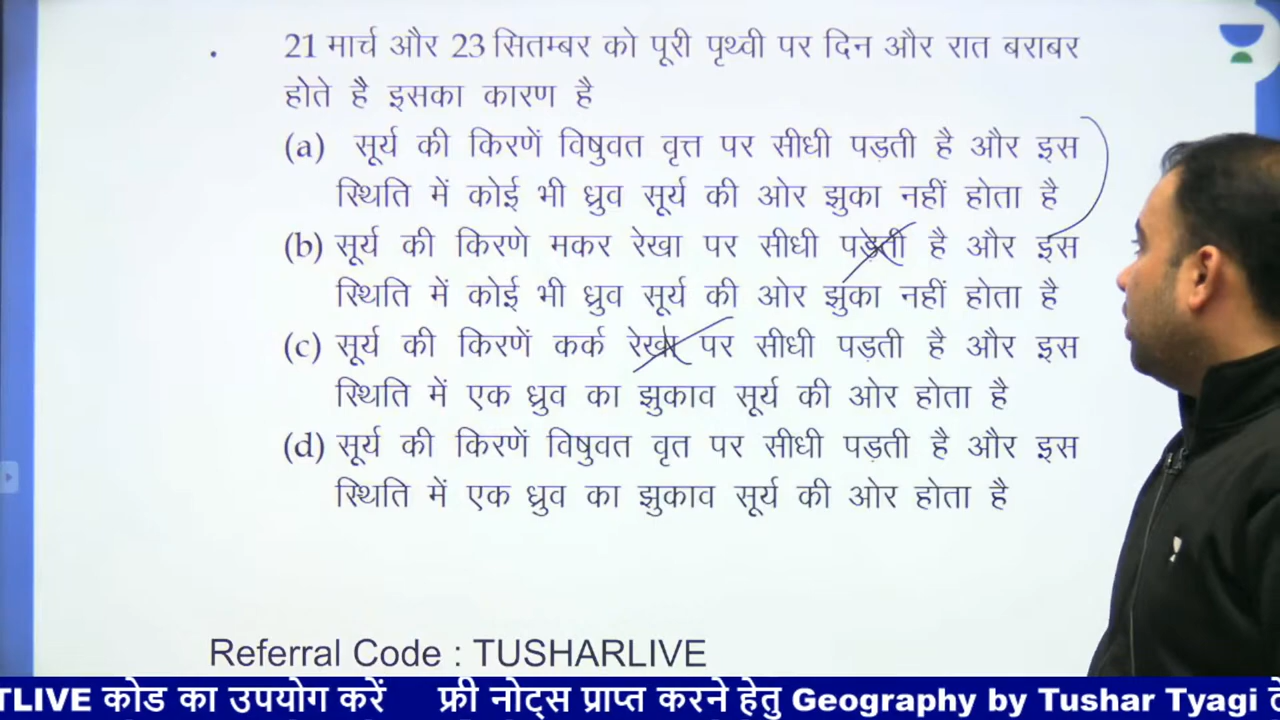 21 मार्च और 23 सितम्बर को पूरी पृथ्वी पर दिन और रात बराबर
होते है इसका कारण है
(a) सूर्य की किरणें विषुवत वृत्त पर सीधी पड़ती है और इस
स्थिति में कोई भी ध्रुव सूर्य की ओर झुका नहीं होता है
(b) सूर्य की किरणे मकर रेखा पर सीधी पड़ेती है और इस
स्थिति में कोई भी ध्रुव सूर्य की ओर झुका नहीं होता है
(c) सूर्य की किरणें कर्क रेखा पर सीधी पड़ती है और इस
स्थिति में एक ध्रुव का झुकाव सूर्य की ओर होता है
(d) सूर्य की किरणें विषुवत वृत पर सीधी पड़ती है और इस
स्थिति में एक ध्रुव का झुकाव सूर्य की ओर होता है
Referral Code : TUSHARLIVE
TLIVE कोड का उपयोग करें फ्री नोट्स प्राप्त करने हेतु Geography by Tushar Tyagi